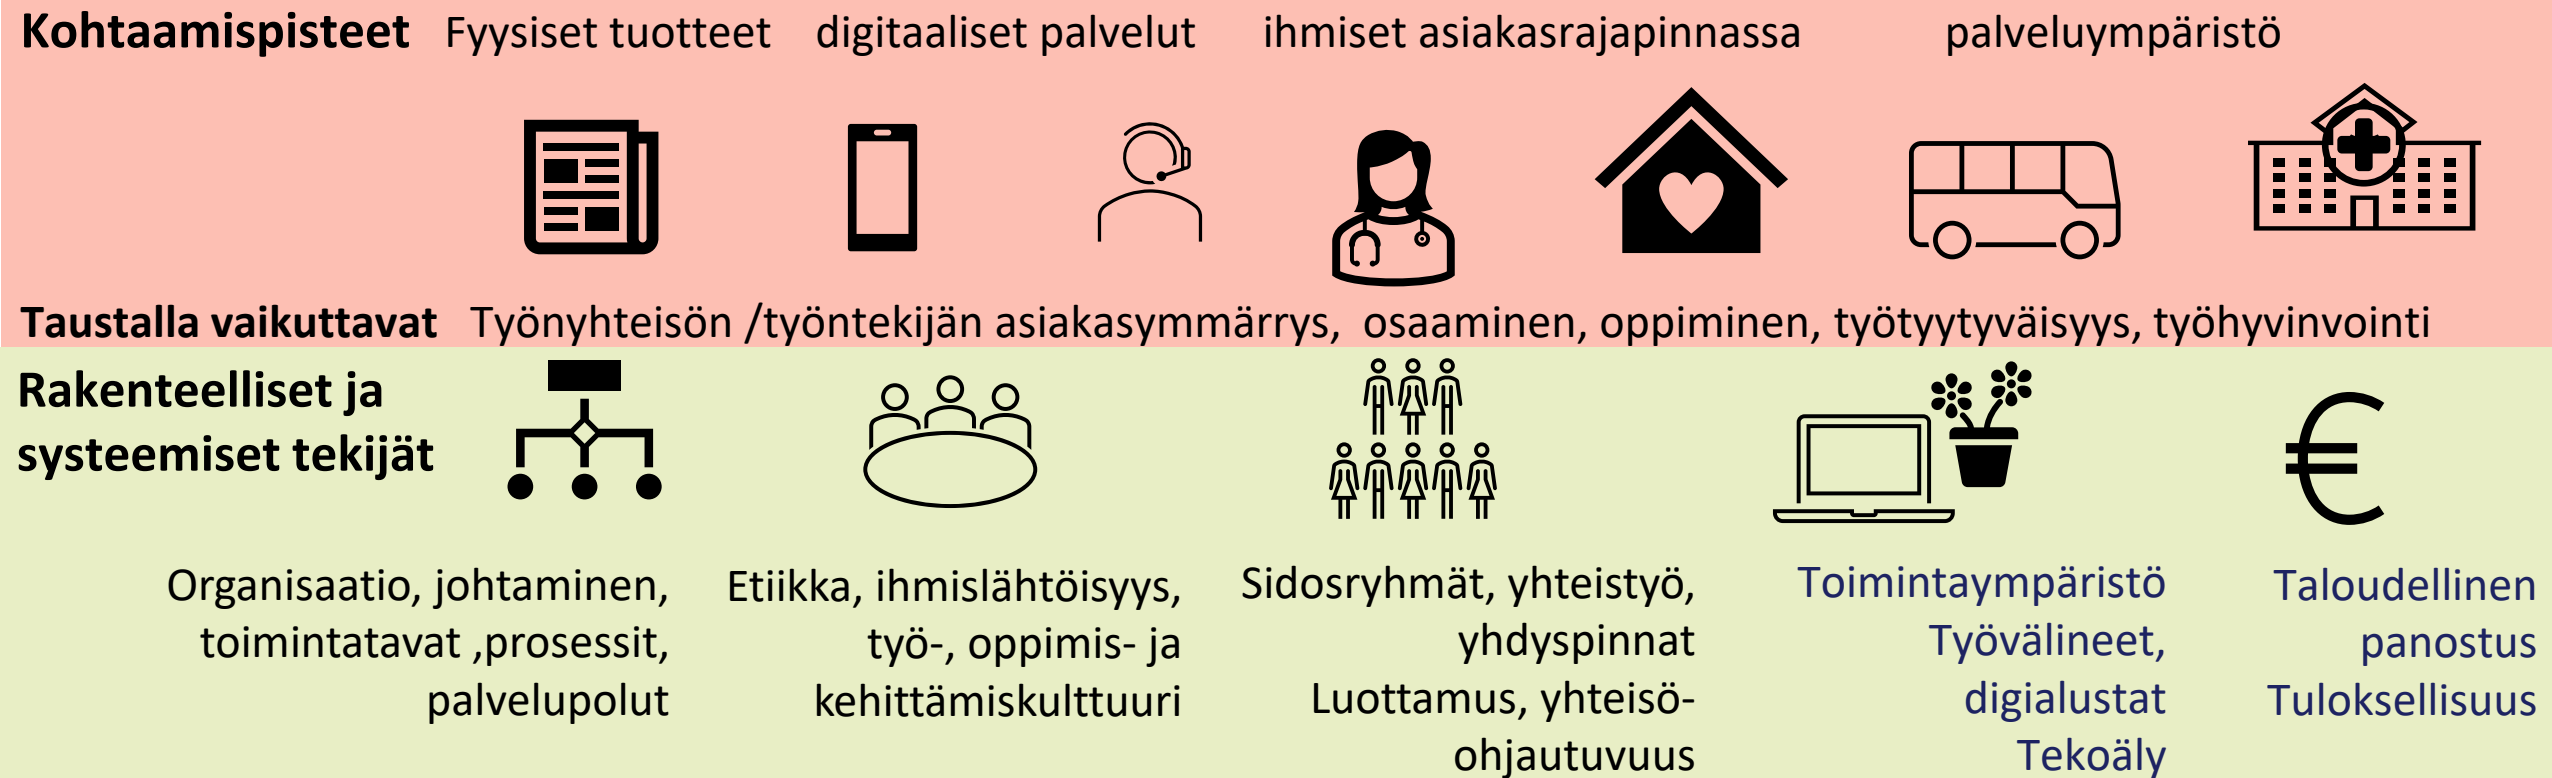 Kohtaamispisteet Fyysiset tuotteet digitaaliset palvelut ihmiset asiakasrajapinnassa palveluympäristö
Taustalla vaikuttavat Työnyhteisön /työntekijän asiakasymmärrys, osaaminen, oppiminen, työtyytyväisyys, työhyvinvointi
Rakenteelliset ja
systeemiset tekijät
Organisaatio, johtaminen,
toimintatavat ,prosessit,
palvelupolut
Etiikka, ihmislähtöisyys,
työ-, oppimis- ja
kehittämiskulttuuri
Sidosryhmät, yhteistyö,
yhdyspinnat
Luottamus, yhteisö-
ohjautuvuus
Toimintaympäristö
Työvälineet,
digialustat
Tekoäly
Taloudellinen
panostus
Tuloksellisuus